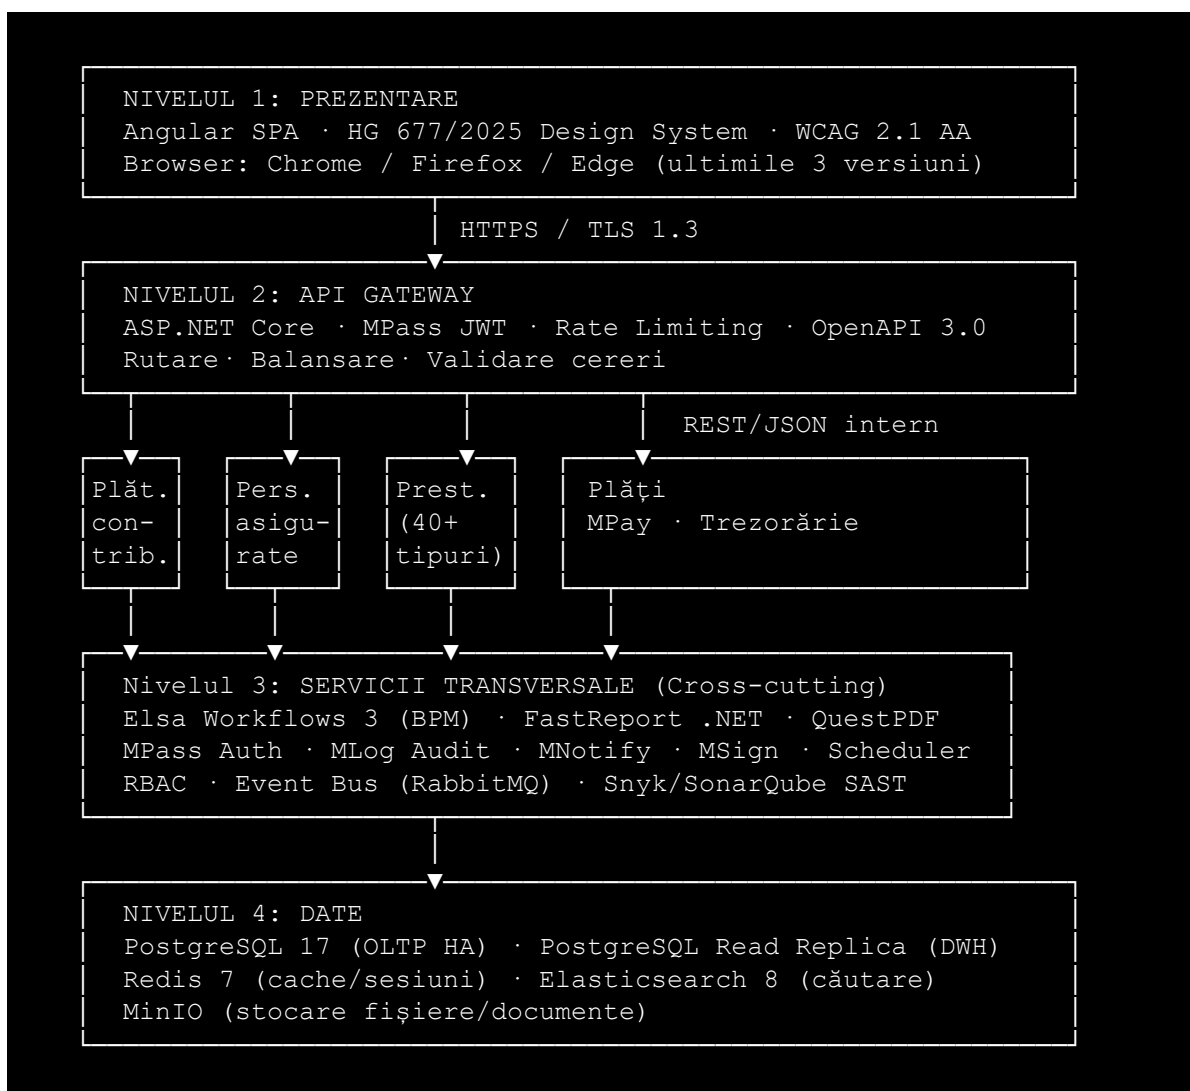 NIVELUL 1: PREZENTARE
Angular SPA · HG 677/2025 Design System · WCAG 2.1 AA
Browser: Chrome / Firefox / Edge (ultimile 3 versiuni)
HTTPS / TLS 1.3
NIVELUL 2: API GATEWAY
ASP.NET Core · MPass JWT · Rate Limiting · OpenAPI 3.0
Rutare· Balansare· Validare cereri
REST/JSON intern
Plăt.
con-
trib.
Pers.
asigu-
rate
Prest.
(40+
tipuri)
Plăți
MPay · Trezorărie
Nivelul 3: SERVICII TRANSVERSALE (Cross-cutting)
Elsa Workflows 3 (BPM) · FastReport .NET · QuestPDF
MPass Auth · MLog Audit · MNotify · MSign · Scheduler
RBAC · Event Bus (RabbitMQ) · Snyk/SonarQube SAST
NIVELUL 4: DATE
PostgreSQL 17 (OLTP HA) · PostgreSQL Read Replica (DWH)
Redis 7 (cache/sesiuni) · Elasticsearch 8 (căutare)
MinIO (stocare fișiere/documente)